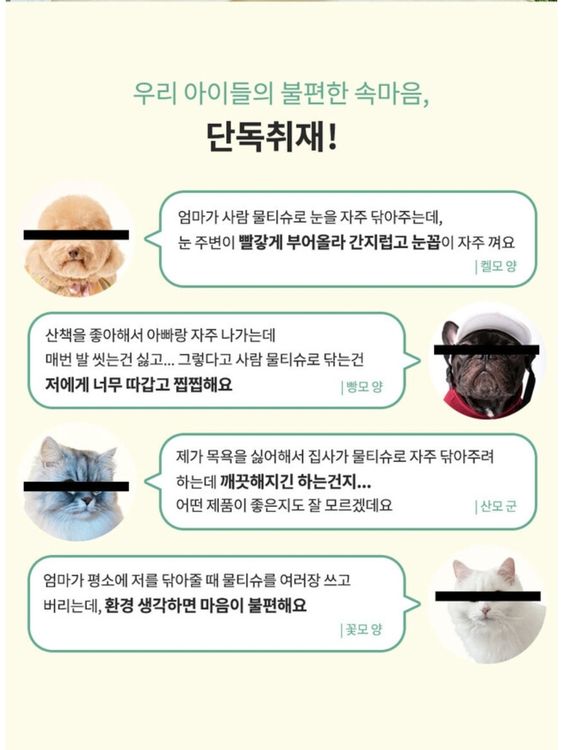 우리 아이들의 불편한 속마음,
단독취재!
엄마가 사람 물티슈로 눈을 자주 닦아주는데,
눈 주변이 빨갛게 부어올라 간지럽고 눈꼽이 자주 껴요
| 켈모 양
산책을 좋아해서 아빠랑 자주 나가는데
매번 발 씻는건 싫고... 그렇다고 사람 물티슈로 닦는건
저에게 너무 따갑고 찝찝해요
| 빵모 양
제가 목욕을 싫어해서 집사가 물티슈로 자주 닦아주려
하는데 깨끗해지긴 하는건지...
어떤 제품이 좋은지도 잘 모르겠데요
| 산모 군
엄마가 평소에 저를 닦아줄 때 물티슈를 여러장 쓰고
버리는데, 환경 생각하면 마음이 불편해요
| 꽃모 양